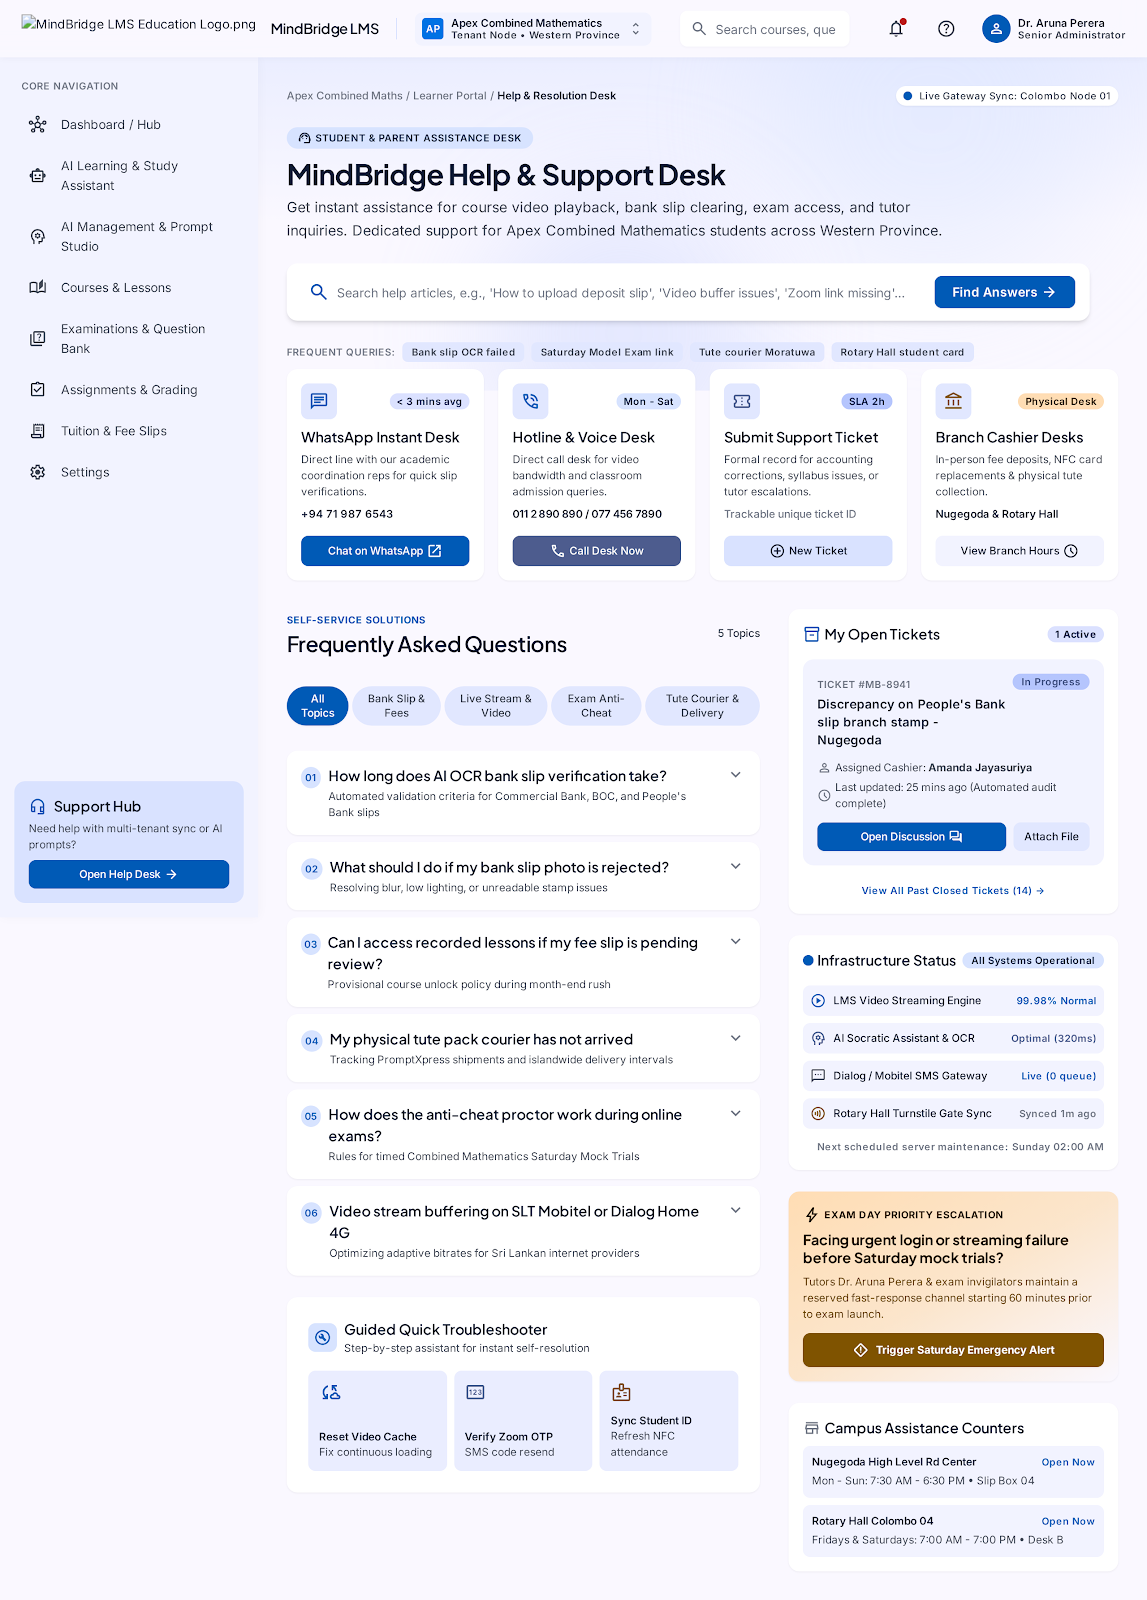 MindBridge LMS Education Logo.png
MindBridge LMS
AP
Apex Combined Mathematics
Tenant Node • Western Province
Search courses, que
Dr. Aruna Perera
Senior Administrator
CORE NAVIGATION
Dashboard / Hub
AI Learning & Study
Assistant
AI Management & Prompt
Studio
Courses & Lessons
Examinations & Question
Bank
Assignments & Grading
Tuition & Fee Slips
Settings
Support Hub
Need help with multi-tenant sync or AI
prompts?
Open Help Desk →
Apex Combined Maths / Learner Portal / Help & Resolution Desk
Live Gateway Sync: Colombo Node 01
STUDENT & PARENT ASSISTANCE DESK
MindBridge Help & Support Desk
Get instant assistance for course video playback, bank slip clearing, exam access, and tutor
inquiries. Dedicated support for Apex Combined Mathematics students across Western Province.
Search help articles, e.g., 'How to upload deposit slip', 'Video buffer issues', 'Zoom link missing'...
Find Answers →
FREQUENT QUERIES:
Bank slip OCR failed
Saturday Model Exam link
Tute courier Moratuwa
Rotary Hall student card
< 3 mins avg
WhatsApp Instant Desk
Direct line with our academic
coordination reps for quick slip
verifications.
+94 71 987 6543
Chat on WhatsApp
Mon - Sat
Hotline & Voice Desk
Direct call desk for video
bandwidth and classroom
admission queries.
011 2 890 890 / 077 456 7890
Call Desk Now
SLA 2h
Submit Support Ticket
Formal record for accounting
corrections, syllabus issues, or
tutor escalations.
Trackable unique ticket ID
New Ticket
Physical Desk
Branch Cashier Desks
In-person fee deposits, NFC card
replacements & physical tute
collection.
Nugegoda & Rotary Hall
View Branch Hours
SELF-SERVICE SOLUTIONS
Frequently Asked Questions
5 Topics
All
Topics
Bank Slip &
Fees
Live Stream &
Video
Exam Anti-
Cheat
Tute Courier &
Delivery
01
How long does AI OCR bank slip verification take?
Automated validation criteria for Commercial Bank, BOC, and People's
Bank slips
02
What should I do if my bank slip photo is rejected?
Resolving blur, low lighting, or unreadable stamp issues
03
Can I access recorded lessons if my fee slip is pending
review?
Provisional course unlock policy during month-end rush
04
My physical tute pack courier has not arrived
Tracking PromptXpress shipments and islandwide delivery intervals
05
How does the anti-cheat proctor work during online
exams?
Rules for timed Combined Mathematics Saturday Mock Trials
06
Video stream buffering on SLT Mobitel or Dialog Home
4G
Optimizing adaptive bitrates for Sri Lankan internet providers
Guided Quick Troubleshooter
Step-by-step assistant for instant self-resolution
Reset Video Cache
Fix continuous loading
123
Verify Zoom OTP
SMS code resend
Sync Student ID
Refresh NFC
attendance
My Open Tickets
1 Active
TICKET #MB-8941
In Progress
Discrepancy on People's Bank
slip branch stamp -
Nugegoda
Assigned Cashier: Amanda Jayasuriya
Last updated: 25 mins ago (Automated audit
complete)
Open Discussion
Attach File
View All Past Closed Tickets (14) →
Infrastructure Status
All Systems Operational
LMS Video Streaming Engine
99.98% Normal
AI Socratic Assistant & OCR
Optimal (320ms)
Dialog / Mobitel SMS Gateway
Live (0 queue)
Rotary Hall Turnstile Gate Sync
Synced 1m ago
Next scheduled server maintenance: Sunday 02:00 AM
EXAM DAY PRIORITY ESCALATION
Facing urgent login or streaming failure
before Saturday mock trials?
Tutors Dr. Aruna Perera & exam invigilators maintain a
reserved fast-response channel starting 60 minutes prior
to exam launch.
Trigger Saturday Emergency Alert
Campus Assistance Counters
Nugegoda High Level Rd Center
Open Now
Mon - Sun: 7:30 AM - 6:30 PM • Slip Box 04
Rotary Hall Colombo 04
Open Now
Fridays & Saturdays: 7:00 AM - 7:00 PM • Desk B